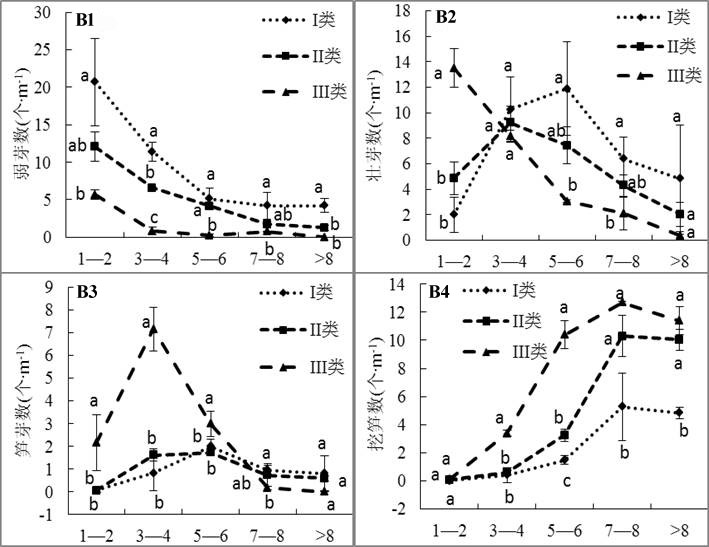 B1
弱芽数(个·m⁻¹)
30
25
20
15
10
5
0
I类
II类
III类
a
ab
b
a
b
c
a
a
b
a
ab
b
a
b
b
1—2
3—4
5—6
7—8
>8
B2
壮芽数(个·m⁻¹)
18
16
14
12
10
8
6
4
2
0
I类
II类
III类
a
b
b
a
a
a
a
ab
b
a
ab
b
a
a
a
1—2
3—4
5—6
7—8
>8
B3
笋芽数(个·m⁻¹)
9
8
7
6
5
4
3
2
1
0
-1
I类
II类
III类
a
b
b
a
b
b
a
b
b
a
ab
b
a
a
a
1—2
3—4
5—6
7—8
>8
B4
挖笋数(个·m⁻¹)
14
12
10
8
6
4
2
0
-2
I类
II类
III类
a
a
a
a
b
b
a
b
c
a
a
b
a
a
b
1—2
3—4
5—6
7—8
>8